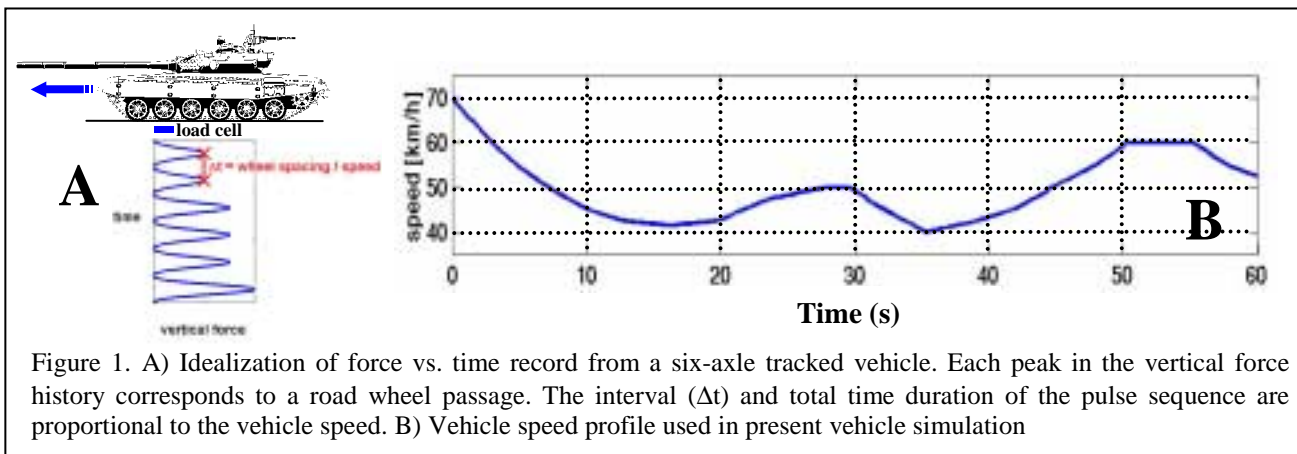 load cell
A
Δt = wheel spacing / speed
time
vertical force
speed [km/h]
70
60
50
40
0
10
20
30
40
50
60
B
Time (s)
Figure 1. A) Idealization of force vs. time record from a six-axle tracked vehicle. Each peak in the vertical force
history corresponds to a road wheel passage. The interval (Δt) and total time duration of the pulse sequence are
proportional to the vehicle speed. B) Vehicle speed profile used in present vehicle simulation